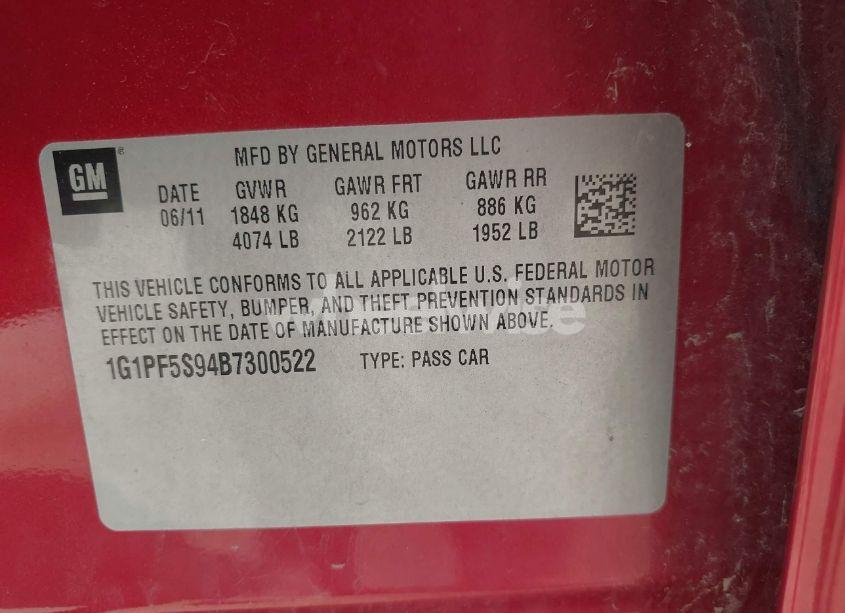 GM
MFD BY GENERAL MOTORS LLC
DATE GVWR GAWR FRT GAWR RR
06/11 1848 KG 962 KG 886 KG
4074 LB 2122 LB 1952 LB
THIS VEHICLE CONFORMS TO ALL APPLICABLE U.S. FEDERAL MOTOR
VEHICLE SAFETY, BUMPER, AND THEFT PREVENTION STANDARDS IN
EFFECT ON THE DATE OF MANUFACTURE SHOWN ABOVE.
1G1PF5S94B7300522 TYPE: PASS CAR